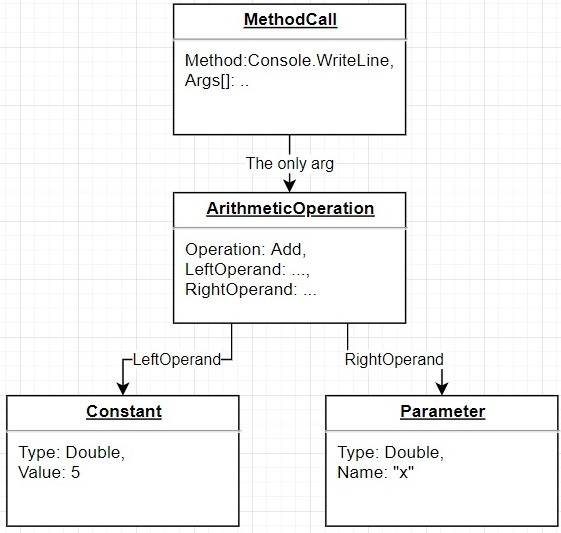 MethodCall
Method:Console.WriteLine,
Args[]: ..
The only arg
ArithmeticOperation
Operation: Add,
LeftOperand: ...,
RightOperand: ...
LeftOperand
RightOperand
Constant
Type: Double,
Value: 5
Parameter
Type: Double,
Name: "x"